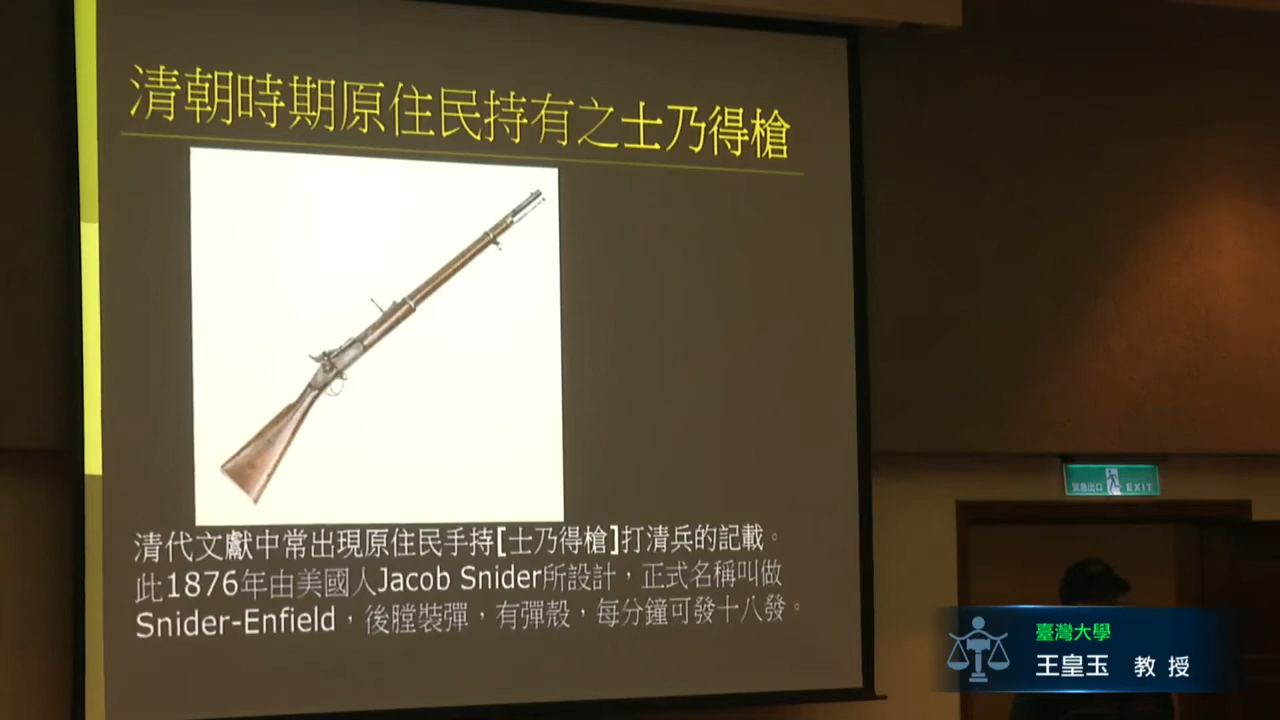 清朝時期原住民持有之士乃得槍
清代文獻中常出現原住民手持[士乃得槍]打清兵的記載。
此1876年由美國人Jacob Snider所設計，正式名稱叫做
Snider-Enfield，後膛裝彈，有彈殼，每分鐘可發十八發。
緊急出口 EXIT
臺灣大學
王皇玉 教授